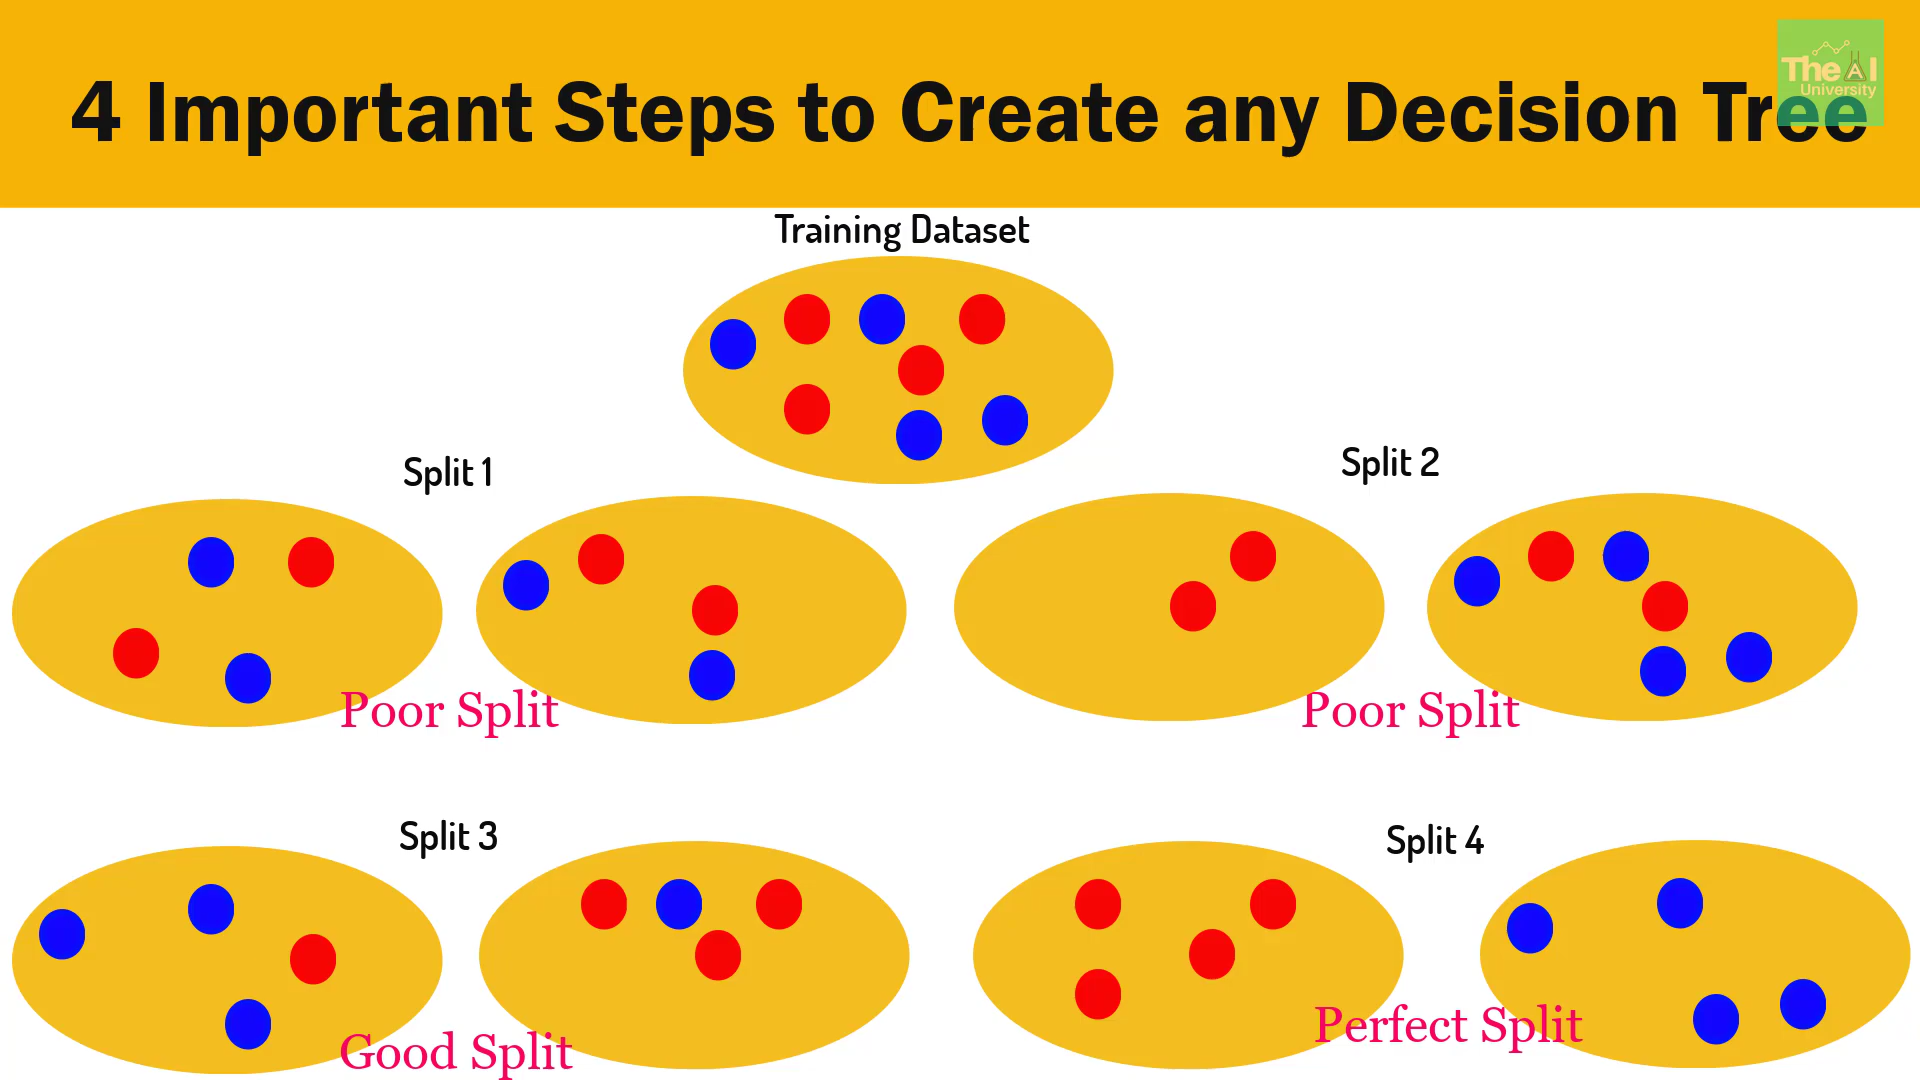 4 Important Steps to Create any Decision Tree
The AI
University
Training Dataset
Split 1
Split 2
Poor Split
Poor Split
Split 3
Split 4
Good Split
Perfect Split